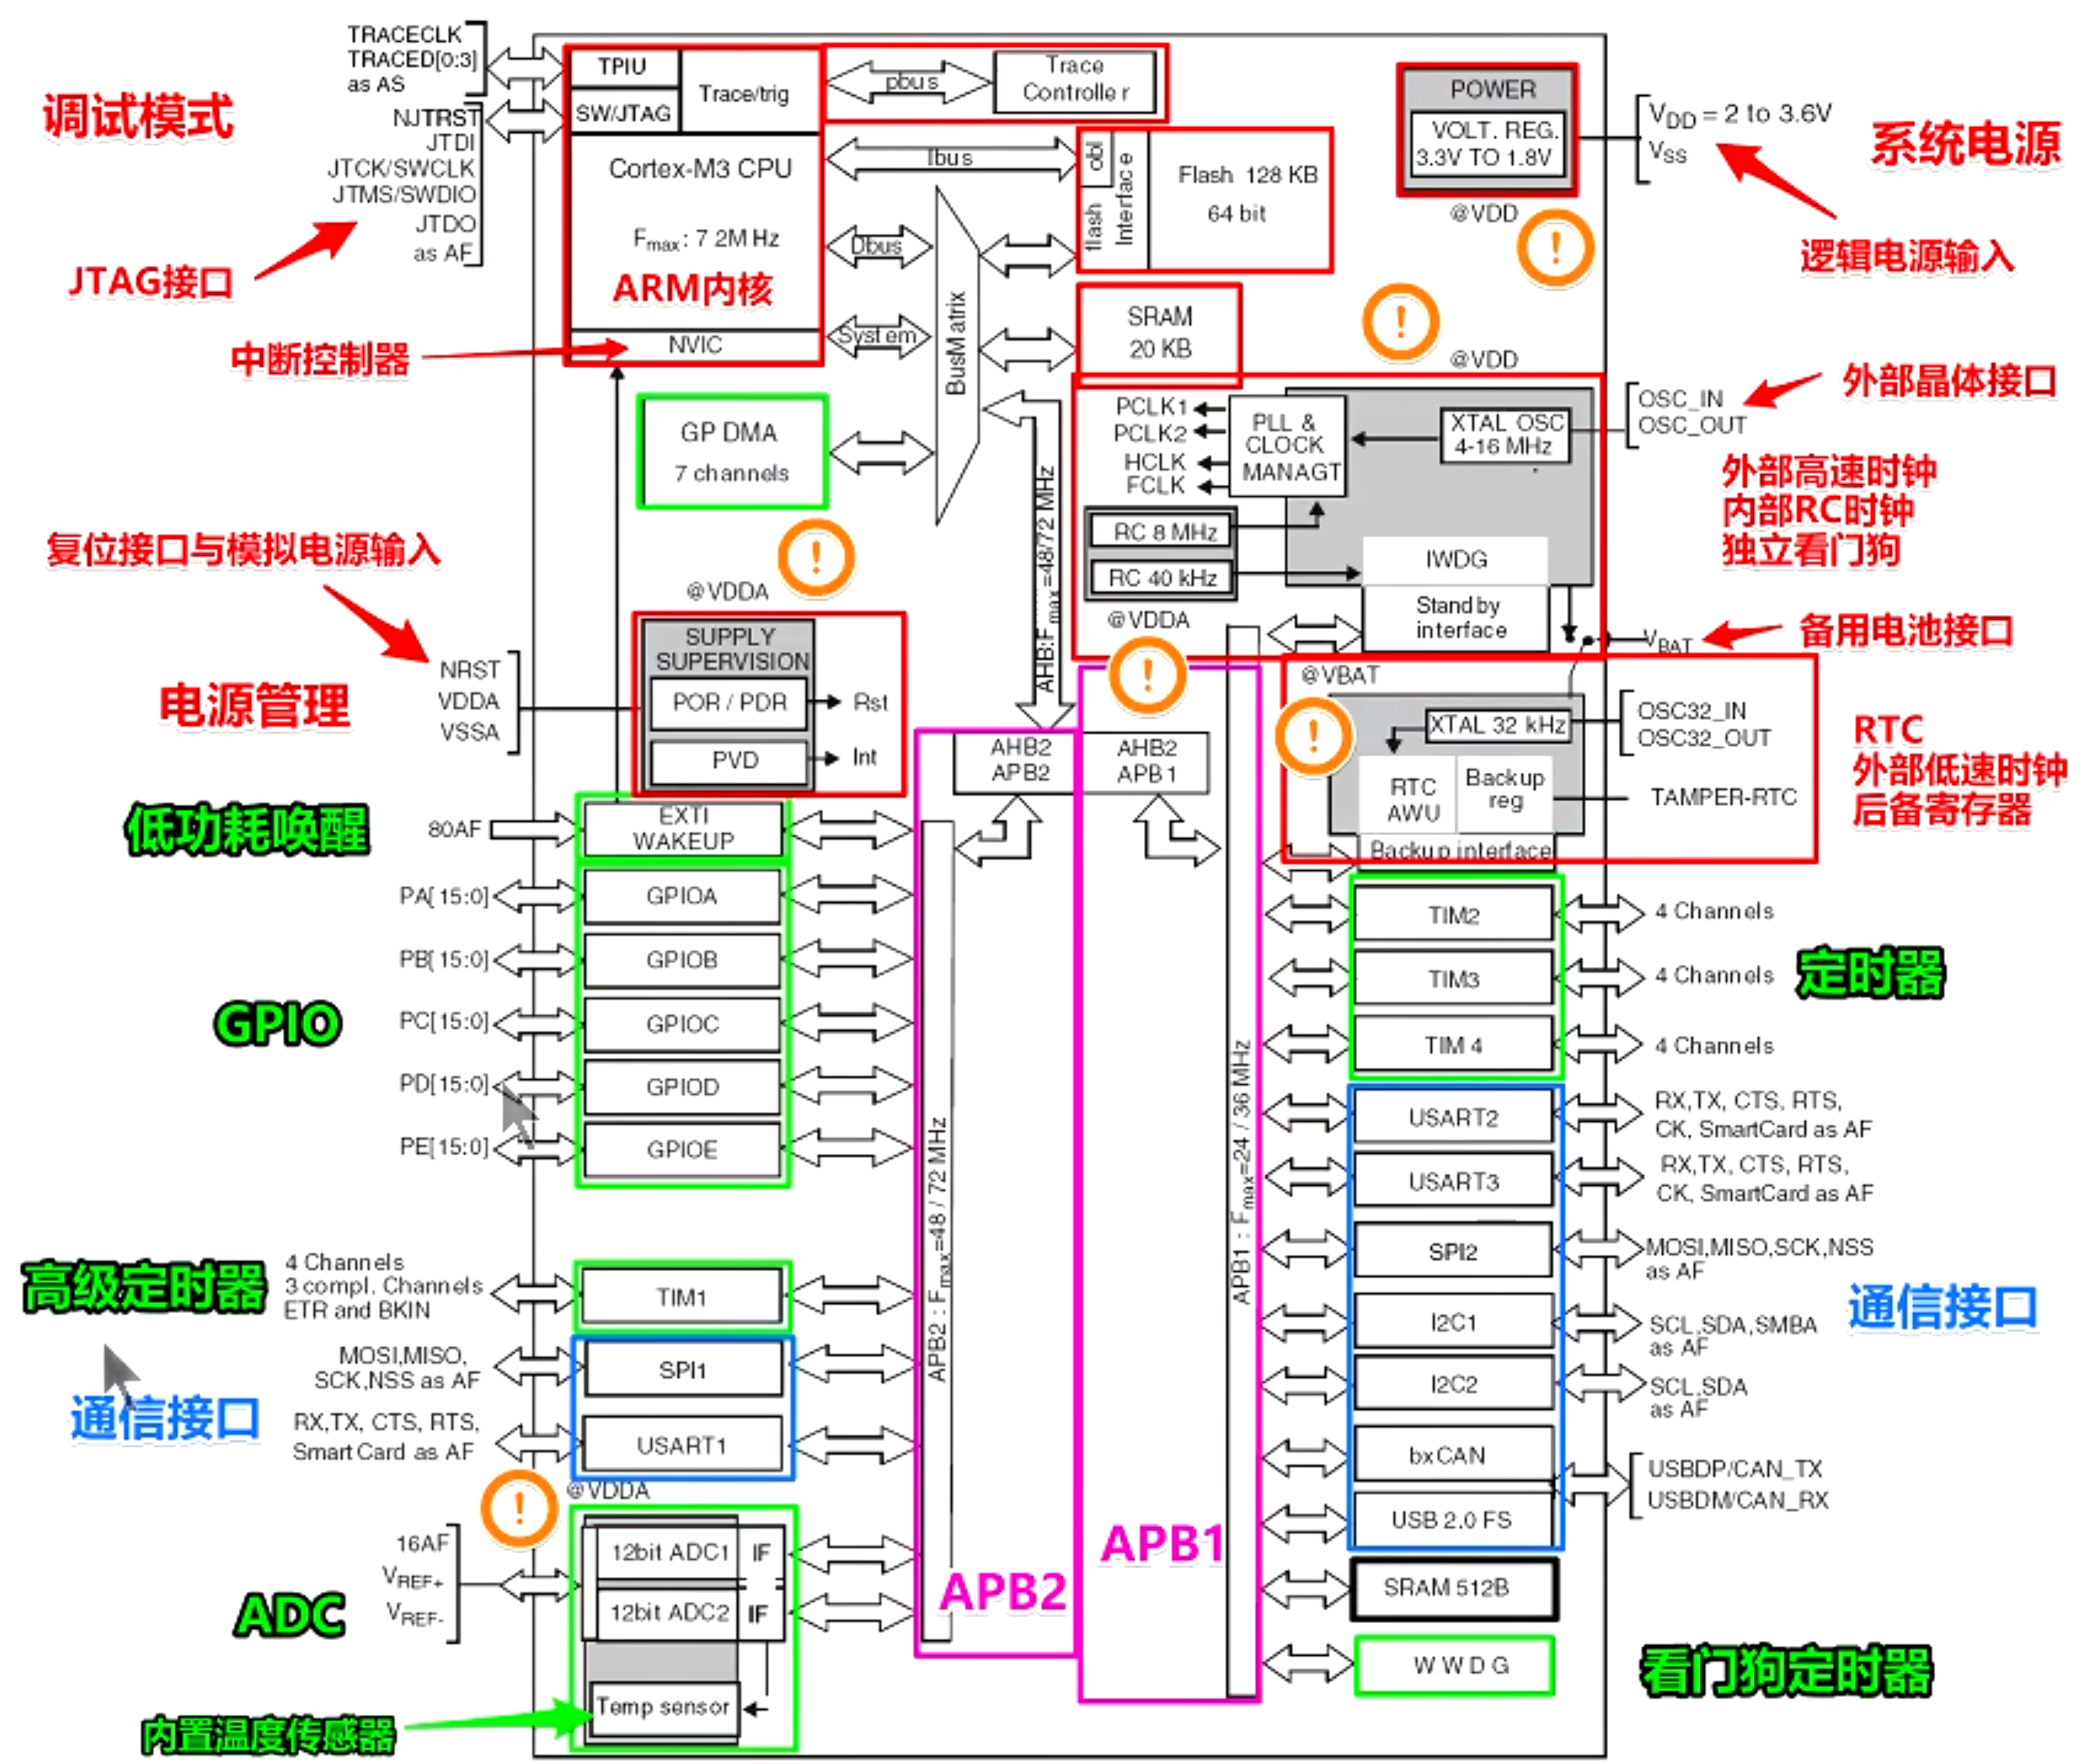 TRACECLK
TRACED[0:3]
as AS
调试模式
NJTRST
JTDI
JTCK/SWCLK
JTMS/SWDIO
JTDO
as AF
JTAG接口
TPIU
SW/JTAG
Trace/trig
pbus
Trace
Controller
Cortex-M3 CPU
Fmax: 72MHz
ARM内核
NVIC
中断控制器
Ibus
Dbus
System
BusMatrix
obl
flash
Interface
Flash 128 KB
64 bit
SRAM
20 KB
POWER
VOLT. REG.
3.3V TO 1.8V
@VDD
VDD = 2 to 3.6V
VSS
系统电源
逻辑电源输入
!
!
@VDD
GP DMA
7 channels
PCLK1
PCLK2
HCLK
FCLK
PLL &
CLOCK
MANAGT
XTAL OSC
4-16 MHz
OSC_IN
OSC_OUT
外部晶体接口
外部高速时钟
内部RC时钟
独立看门狗
RC 8 MHz
RC 40 kHz
IWDG
Stand by
interface
@VDDA
!
VBAT
备用电池接口
AHB:Fmax=48/72 MHz
复位接口与模拟电源输入
!
@VDDA
NRST
VDDA
VSSA
电源管理
SUPPLY
SUPERVISION
POR / PDR
Rst
PVD
Int
@VBAT
!
XTAL 32 kHz
OSC32_IN
OSC32_OUT
RTC
AWU
Backup
reg
TAMPER-RTC
Backup interface
RTC
外部低速时钟
后备寄存器
AHB2
APB2
AHB2
APB1
低功耗唤醒
80AF
EXTI
WAKEUP
PA[15:0]
GPIOA
PB[15:0]
GPIOB
GPIO
PC[15:0]
GPIOC
PD[15:0]
GPIOD
PE[15:0]
GPIOE
高级定时器
4 Channels
3 compl. Channels
ETR and BKIN
TIM1
MOSI,MISO,
SCK,NSS as AF
SPI1
通信接口
RX,TX, CTS, RTS,
Smart Card as AF
USART1
!
@VDDA
16AF
VREF+
VREF-
ADC
12bit ADC1
IF
12bit ADC2
IF
Temp sensor
内置温度传感器
APB2 : Fmax=48 / 72 MHz
APB2
APB1 : Fmax=24 / 36 MHz
APB1
TIM2
4 Channels
TIM3
4 Channels
定时器
TIM 4
4 Channels
USART2
RX,TX, CTS, RTS,
CK, SmartCard as AF
USART3
RX,TX, CTS, RTS,
CK, SmartCard as AF
SPI2
MOSI,MISO,SCK,NSS
as AF
通信接口
I2C1
SCL,SDA,SMBA
as AF
I2C2
SCL,SDA
as AF
bxCAN
USBDP/CAN_TX
USBDM/CAN_RX
USB 2.0 FS
SRAM 512B
WWDG
看门狗定时器